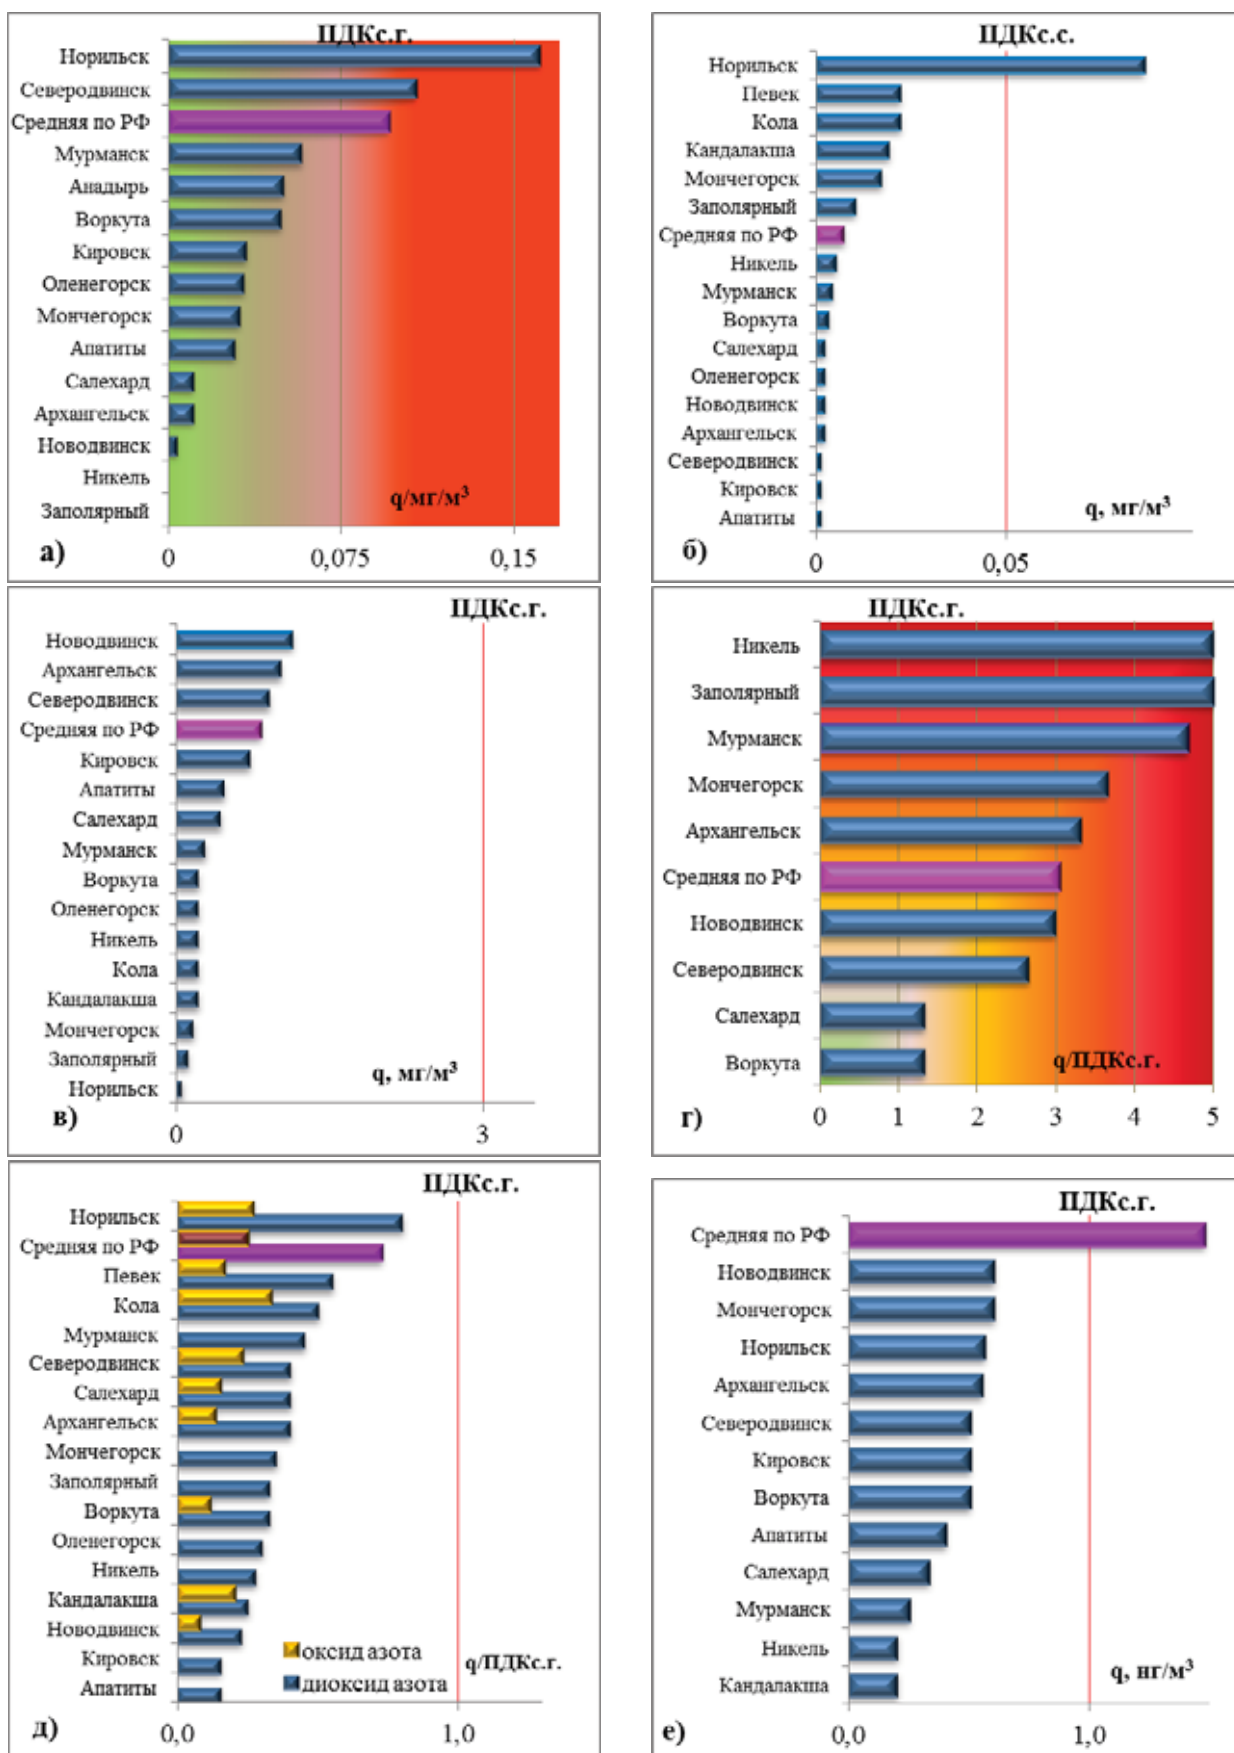 ПДКс.г.
Норильск
Северодвинск
Средняя по РФ
Мурманск
Анадырь
Воркута
Кировск
Оленегорск
Мончегорск
Апатиты
Салехард
Архангельск
Новодвинск
Никель
Заполярный
q/мг/м³
а)
0 0,075 0,15
ПДКс.с.
Норильск
Певек
Кола
Кандалакша
Мончегорск
Заполярный
Средняя по РФ
Никель
Мурманск
Воркута
Салехард
Оленегорск
Новодвинск
Архангельск
Северодвинск
Кировск
Апатиты
q, мг/м³
б)
0 0,05
ПДКс.г.
Новодвинск
Архангельск
Северодвинск
Средняя по РФ
Кировск
Апатиты
Салехард
Мурманск
Воркута
Оленегорск
Никель
Кола
Кандалакша
Мончегорск
Заполярный
Норильск
q, мг/м³
в)
0 3
ПДКс.г.
Никель
Заполярный
Мурманск
Мончегорск
Архангельск
Средняя по РФ
Новодвинск
Северодвинск
Салехард
Воркута
q/ПДКс.г.
г)
0 1 2 3 4 5
ПДКс.г.
Норильск
Средняя по РФ
Певек
Кола
Мурманск
Северодвинск
Салехард
Архангельск
Мончегорск
Заполярный
Воркута
Оленегорск
Никель
Кандалакша
Новодвинск
Кировск
Апатиты
оксид азота
диоксид азота
q/ПДКс.г.
д)
0,0 1,0
ПДКс.г.
Средняя по РФ
Новодвинск
Мончегорск
Норильск
Архангельск
Северодвинск
Кировск
Воркута
Апатиты
Салехард
Мурманск
Никель
Кандалакша
q, нг/м³
е)
0,0 1,0